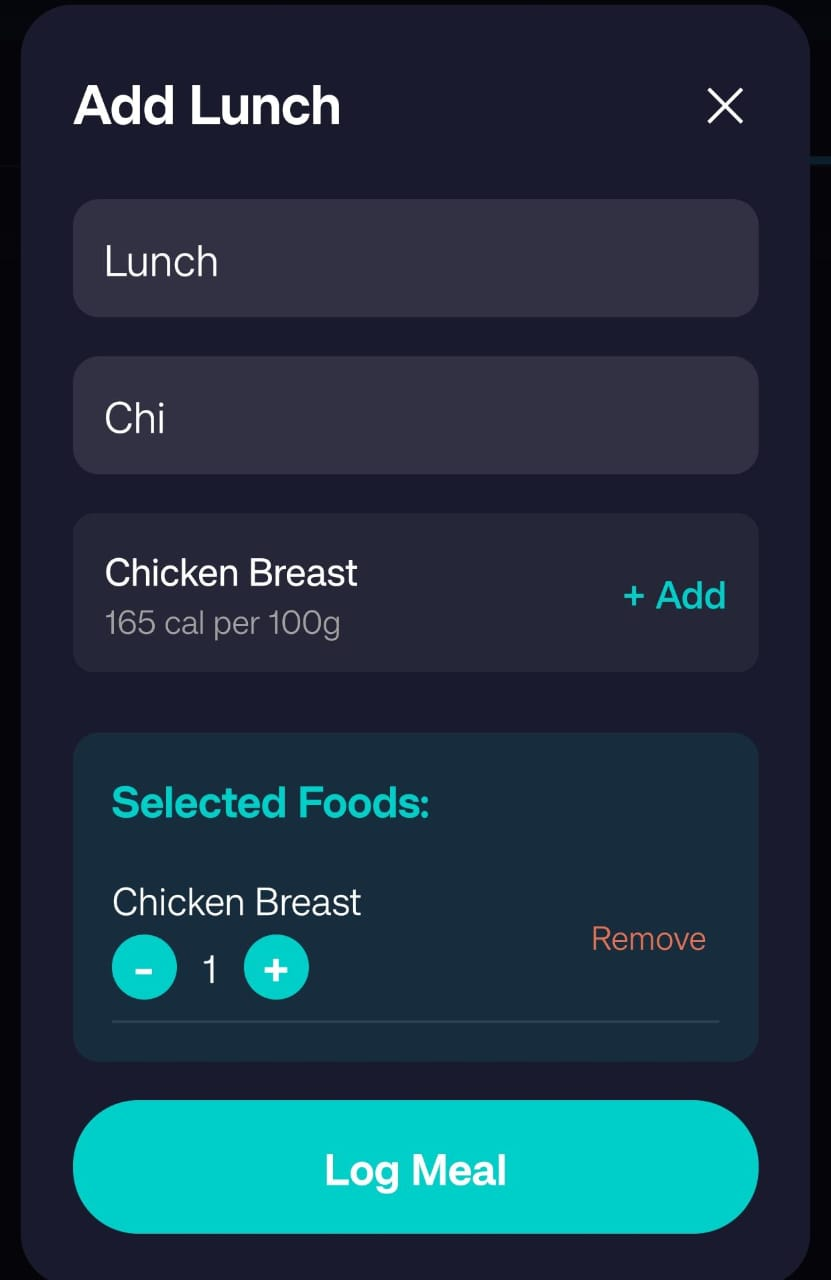 Add Lunch
Lunch
Chi
Chicken Breast
165 cal per 100g
+ Add
Selected Foods:
Chicken Breast
- 1 +
Remove
Log Meal